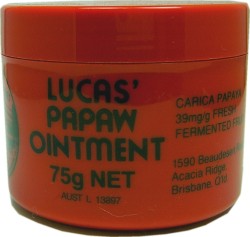 LUCAS'
PAPAW
OINTMENT
75g NET
AUST L 13897
CARICA PAPAYA
39mg/g FRESH
FERMENTED
1590 Beaudesert
Acacia Ridge
Brisbane, Qld